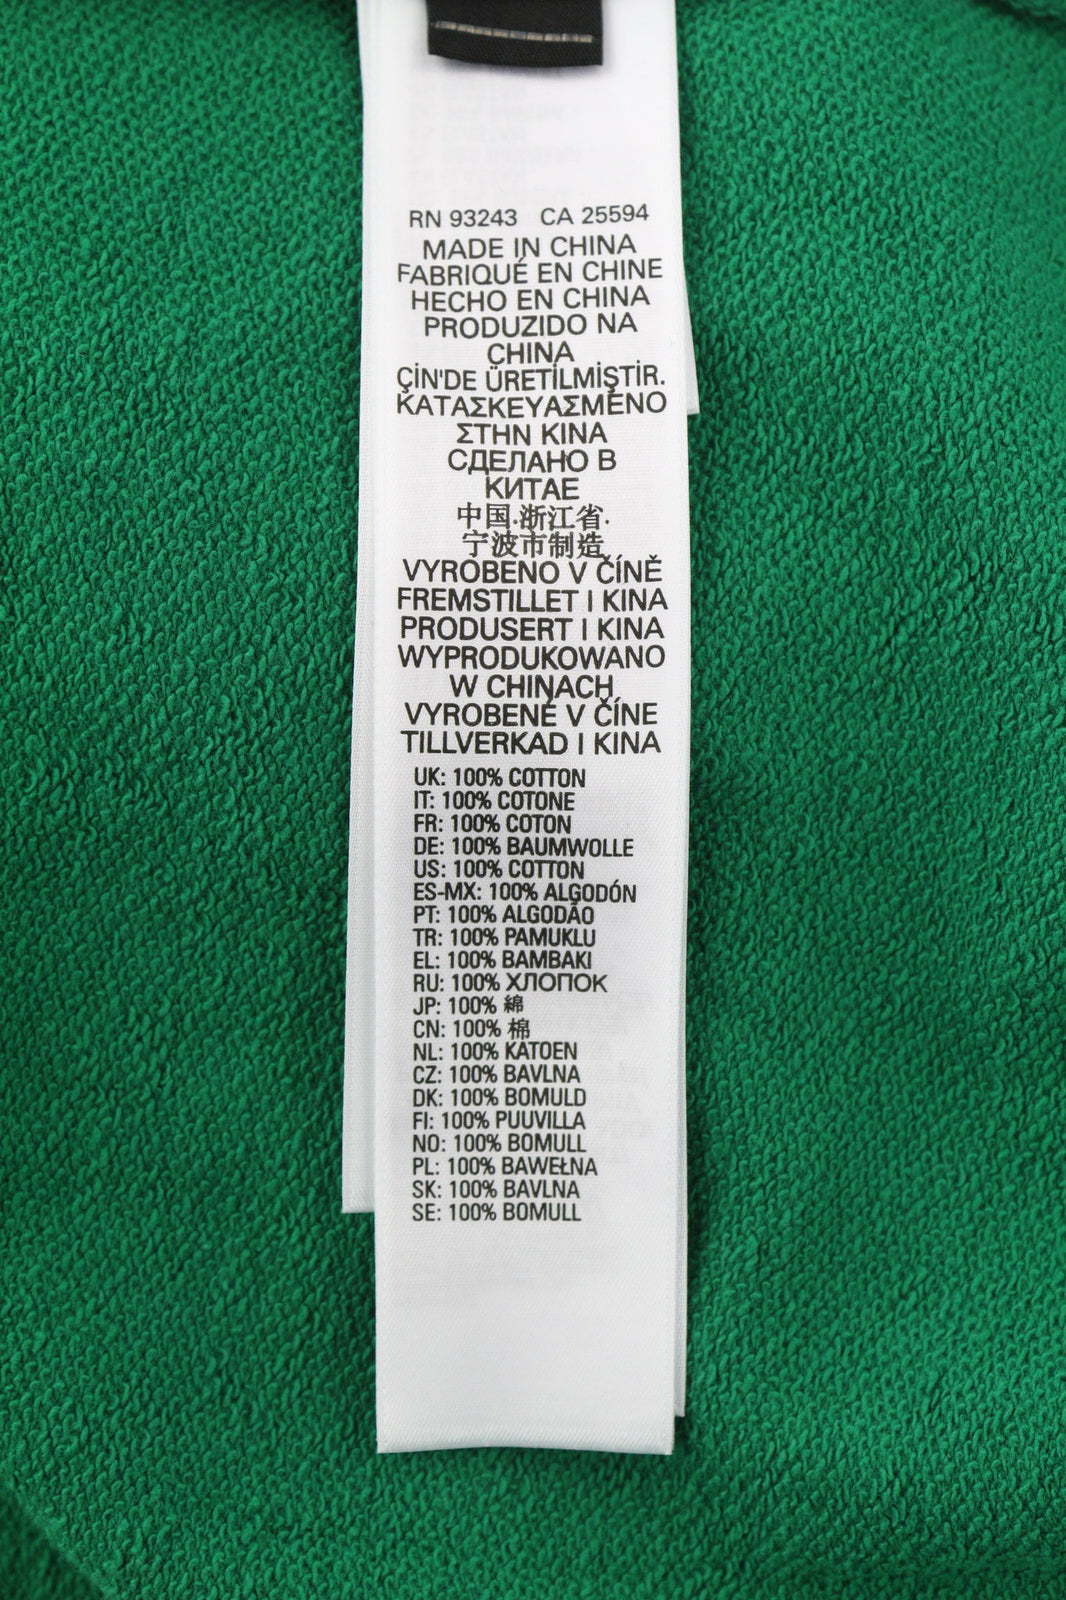 RN 93243 CA 25594
MADE IN CHINA
FABRIQUÉ EN CHINE
HECHO EN CHINA
PRODUZIDO NA
CHINA
ÇİN'DE ÜRETİLMİŞTİR.
ΚΑΤΑΣΚΕΥΑΣΜΕΝΟ
ΣΤΗΝ ΚΙΝΑ
СДЕЛАНО В
КИТАЕ
中国.浙江省.
宁波市制造
VYROBENO V ČÍNĚ
FREMSTILLET I KINA
PRODUSERT I KINA
WYPRODUKOWANO
W CHINACH
VYROBENÉ V ČÍNE
TILLVERKAD I KINA
UK: 100% COTTON
IT: 100% COTONE
FR: 100% COTON
DE: 100% BAUMWOLLE
US: 100% COTTON
ES-MX: 100% ALGODÓN
PT: 100% ALGODÃO
TR: 100% PAMUKLU
EL: 100% ΒΑΜΒΑΚΙ
RU: 100% ХЛОПОК
JP: 100% 綿
CN: 100% 棉
NL: 100% KATOEN
CZ: 100% BAVLNA
DK: 100% BOMULD
FI: 100% PUUVILLA
NO: 100% BOMULL
PL: 100% BAWEŁNA
SK: 100% BAVLNA
SE: 100% BOMULL